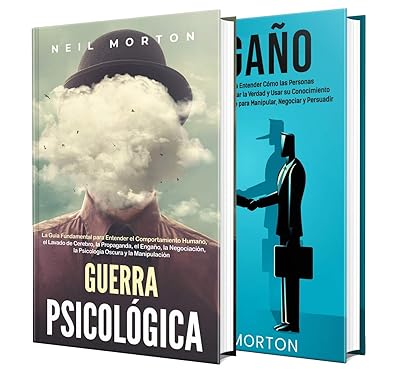 NEIL MORTON
La Guía Fundamental para Entender el Comportamiento Humano,
el Lavado de Cerebro, la Propaganda, el Engaño, la Negociación,
la Psicología Oscura y la Manipulación
GUERRA
PSICOLÓGICA
GAÑO
Entender Cómo las Personas
la Verdad y Usar su Conocimiento
para Manipular, Negociar y Persuadir
MORTON